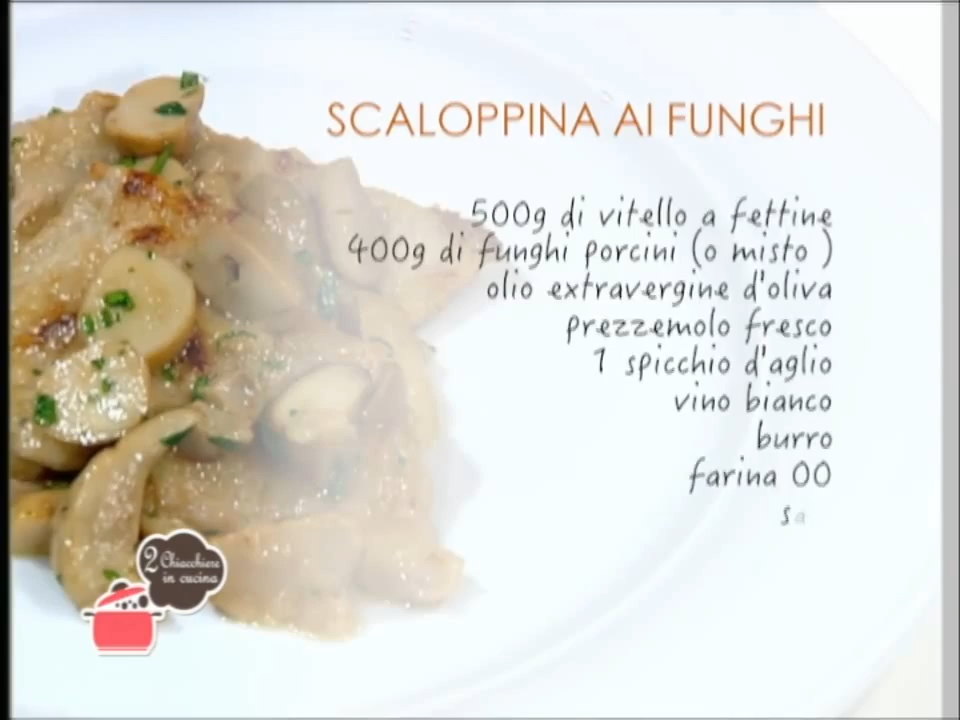 SCALOPPINA AI FUNGHI
500g di vitello a fettine
400g di funghi porcini (o misto )
olio extravergine d'oliva
prezzemolo fresco
1 spicchio d'aglio
vino bianco
burro
farina 00
sa
2 Chiacchiere
in cucina